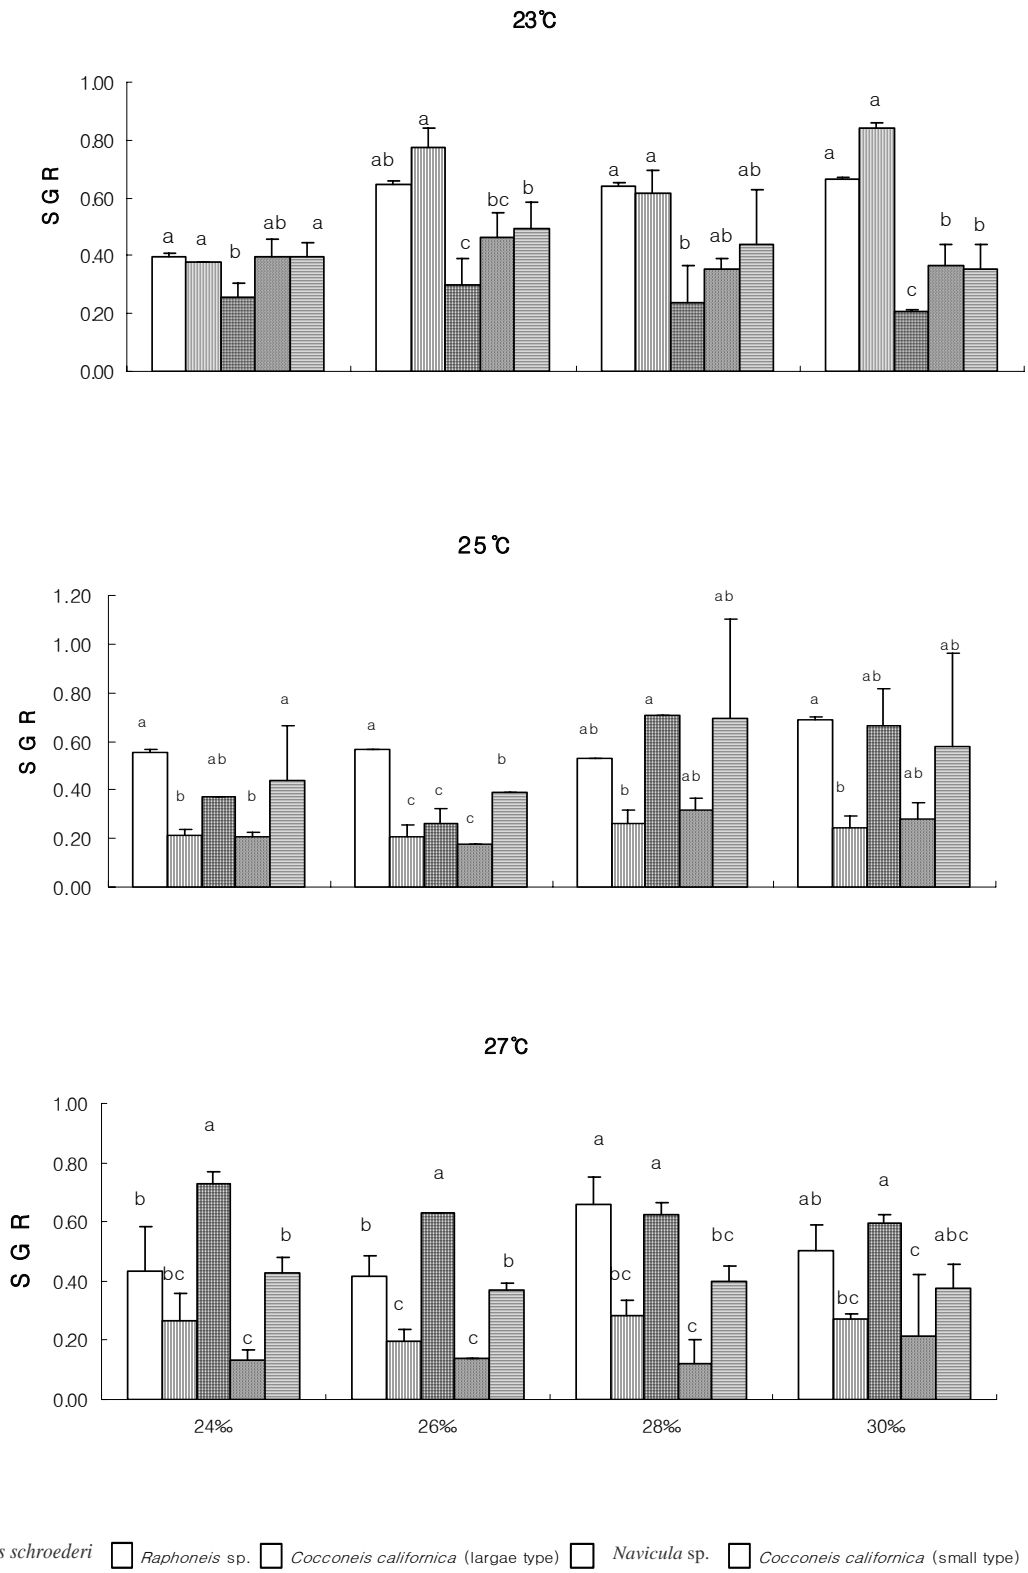 23℃
1.00
0.80
0.60
0.40
0.20
0.00
SGR
a a b ab a
ab a c bc b
a a b ab ab
a a c b b
25℃
1.20
1.00
0.80
0.60
0.40
0.20
0.00
SGR
a b ab b a
a c c c b
ab b a ab ab
a b ab ab ab
27℃
1.00
0.80
0.60
0.40
0.20
0.00
SGR
b bc a c b
b c a c b
a bc a c bc
ab bc a c abc
24‰ 26‰ 28‰ 30‰
s schroederi Raphoneis sp. Cocconeis californica (largae type) Navicula sp. Cocconeis californica (small type)